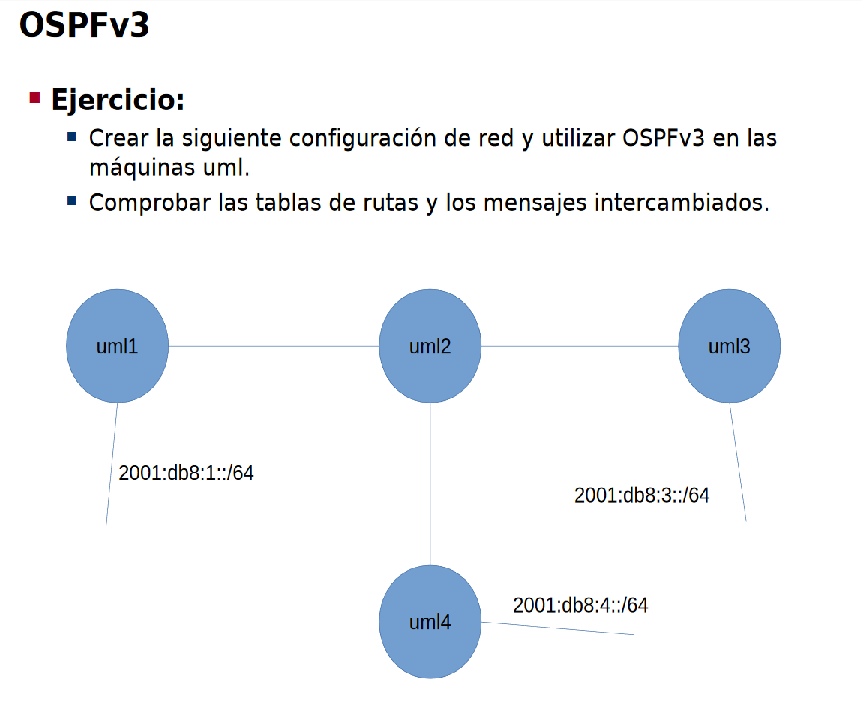 OSPFv3
Ejercicio:
Crear la siguiente configuración de red y utilizar OSPFv3 en las
máquinas uml.
Comprobar las tablas de rutas y los mensajes intercambiados.
uml1
uml2
uml3
2001:db8:1::/64
2001:db8:3::/64
2001:db8:4::/64
uml4